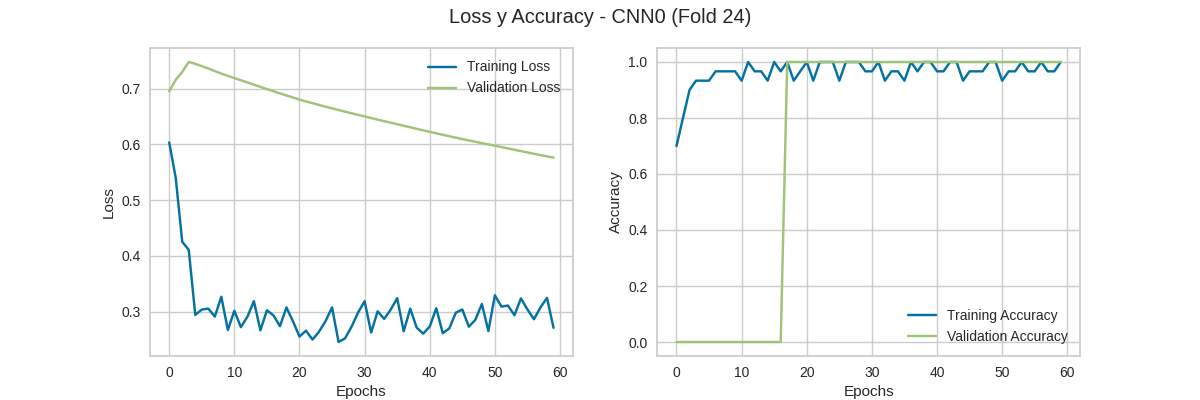 Loss y Accuracy - CNN0 (Fold 24)
Training Loss
Validation Loss
0.7
0.6
0.5
0.4
0.3
Loss
0 10 20 30 40 50 60
Epochs
1.0
0.8
0.6
0.4
0.2
0.0
Accuracy
Training Accuracy
Validation Accuracy
0 10 20 30 40 50 60
Epochs